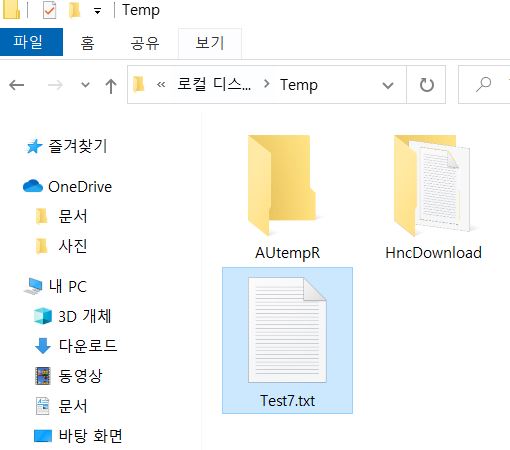 Temp
파일 홈 공유 보기
« 로컬 디스... > Temp
즐겨찾기
OneDrive
문서
사진
내 PC
3D 개체
다운로드
동영상
문서
바탕 화면
AUtempR
HncDownload
Test7.txt